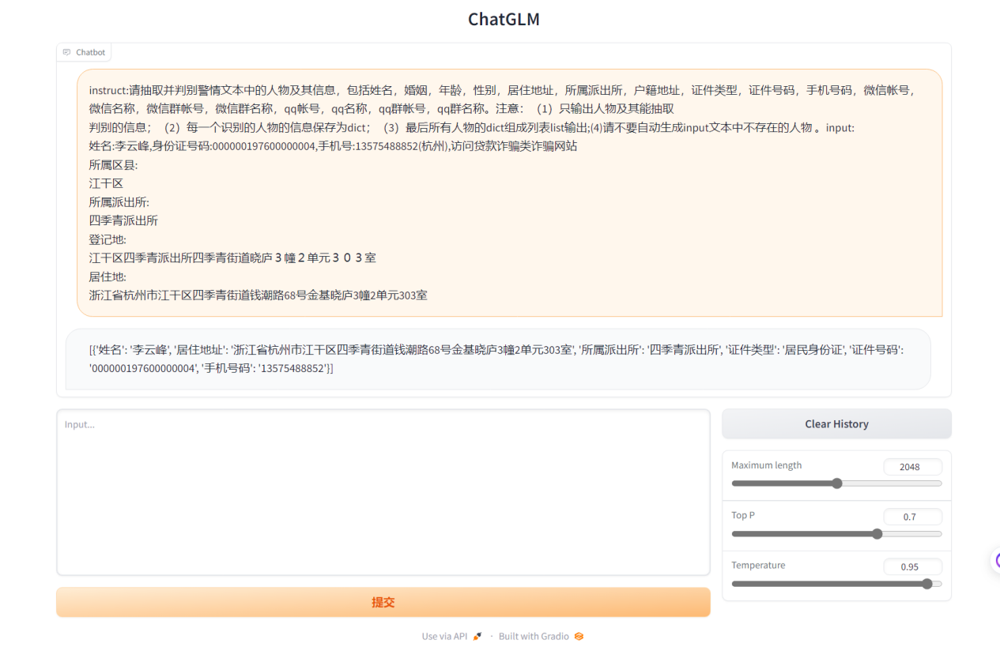 ChatGLM
Chatbot
instruct:请抽取并判别警情文本中的人物及其信息，包括姓名，婚姻，年龄，性别，居住地址，所属派出所，户籍地址，证件类型，证件号码，手机号码，微信帐号，
微信名称，微信群帐号，微信群名称，qq帐号，qq名称，qq群帐号，qq群名称。注意：（1）只输出人物及其能抽取
判别的信息；（2）每一个识别的人物的信息保存为dict；（3）最后所有人物的dict组成列表list输出;(4)请不要自动生成input文本中不存在的人物 。input:
姓名:李云峰,身份证号码:000000197600000004,手机号:13575488852(杭州),访问贷款诈骗类诈骗网站
所属区县:
江干区
所属派出所:
四季青派出所
登记地:
江干区四季青派出所四季青街道晓庐３幢２单元３０３室
居住地:
浙江省杭州市江干区四季青街道钱潮路68号金基晓庐3幢2单元303室
[{'姓名': '李云峰', '居住地址': '浙江省杭州市江干区四季青街道钱潮路68号金基晓庐3幢2单元303室', '所属派出所': '四季青派出所', '证件类型': '居民身份证', '证件号码':
'000000197600000004', '手机号码': '13575488852'}]
Input...
Clear History
Maximum length 2048
Top P 0.7
Temperature 0.95
提交
Use via API · Built with Gradio